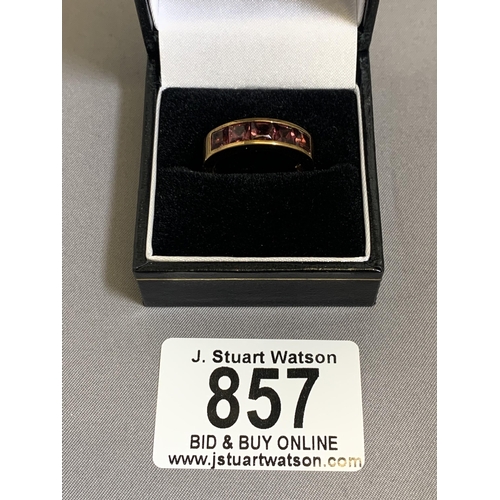 J. Stuart Watson
857
BID & BUY ONLINE
www.jstuartwatson.com